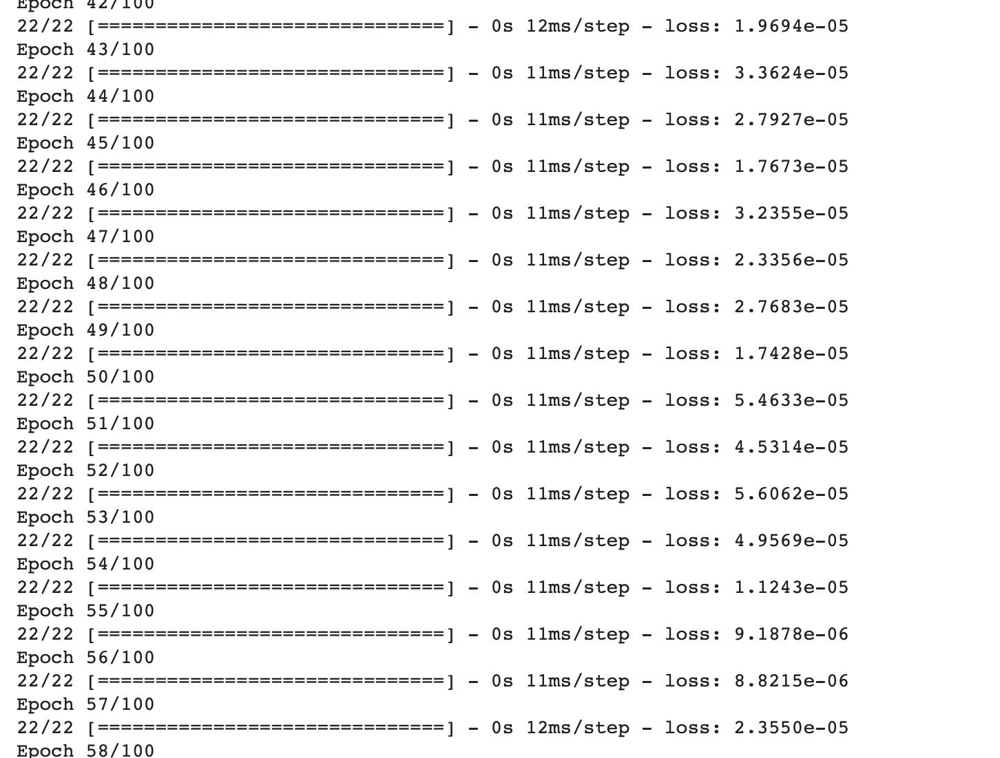 Epoch 42/100
22/22 [==============================] - 0s 12ms/step - loss: 1.9694e-05
Epoch 43/100
22/22 [==============================] - 0s 11ms/step - loss: 3.3624e-05
Epoch 44/100
22/22 [==============================] - 0s 11ms/step - loss: 2.7927e-05
Epoch 45/100
22/22 [==============================] - 0s 11ms/step - loss: 1.7673e-05
Epoch 46/100
22/22 [==============================] - 0s 11ms/step - loss: 3.2355e-05
Epoch 47/100
22/22 [==============================] - 0s 11ms/step - loss: 2.3356e-05
Epoch 48/100
22/22 [==============================] - 0s 11ms/step - loss: 2.7683e-05
Epoch 49/100
22/22 [==============================] - 0s 11ms/step - loss: 1.7428e-05
Epoch 50/100
22/22 [==============================] - 0s 11ms/step - loss: 5.4633e-05
Epoch 51/100
22/22 [==============================] - 0s 11ms/step - loss: 4.5314e-05
Epoch 52/100
22/22 [==============================] - 0s 11ms/step - loss: 5.6062e-05
Epoch 53/100
22/22 [==============================] - 0s 11ms/step - loss: 4.9569e-05
Epoch 54/100
22/22 [==============================] - 0s 11ms/step - loss: 1.1243e-05
Epoch 55/100
22/22 [==============================] - 0s 11ms/step - loss: 9.1878e-06
Epoch 56/100
22/22 [==============================] - 0s 11ms/step - loss: 8.8215e-06
Epoch 57/100
22/22 [==============================] - 0s 12ms/step - loss: 2.3550e-05
Epoch 58/100